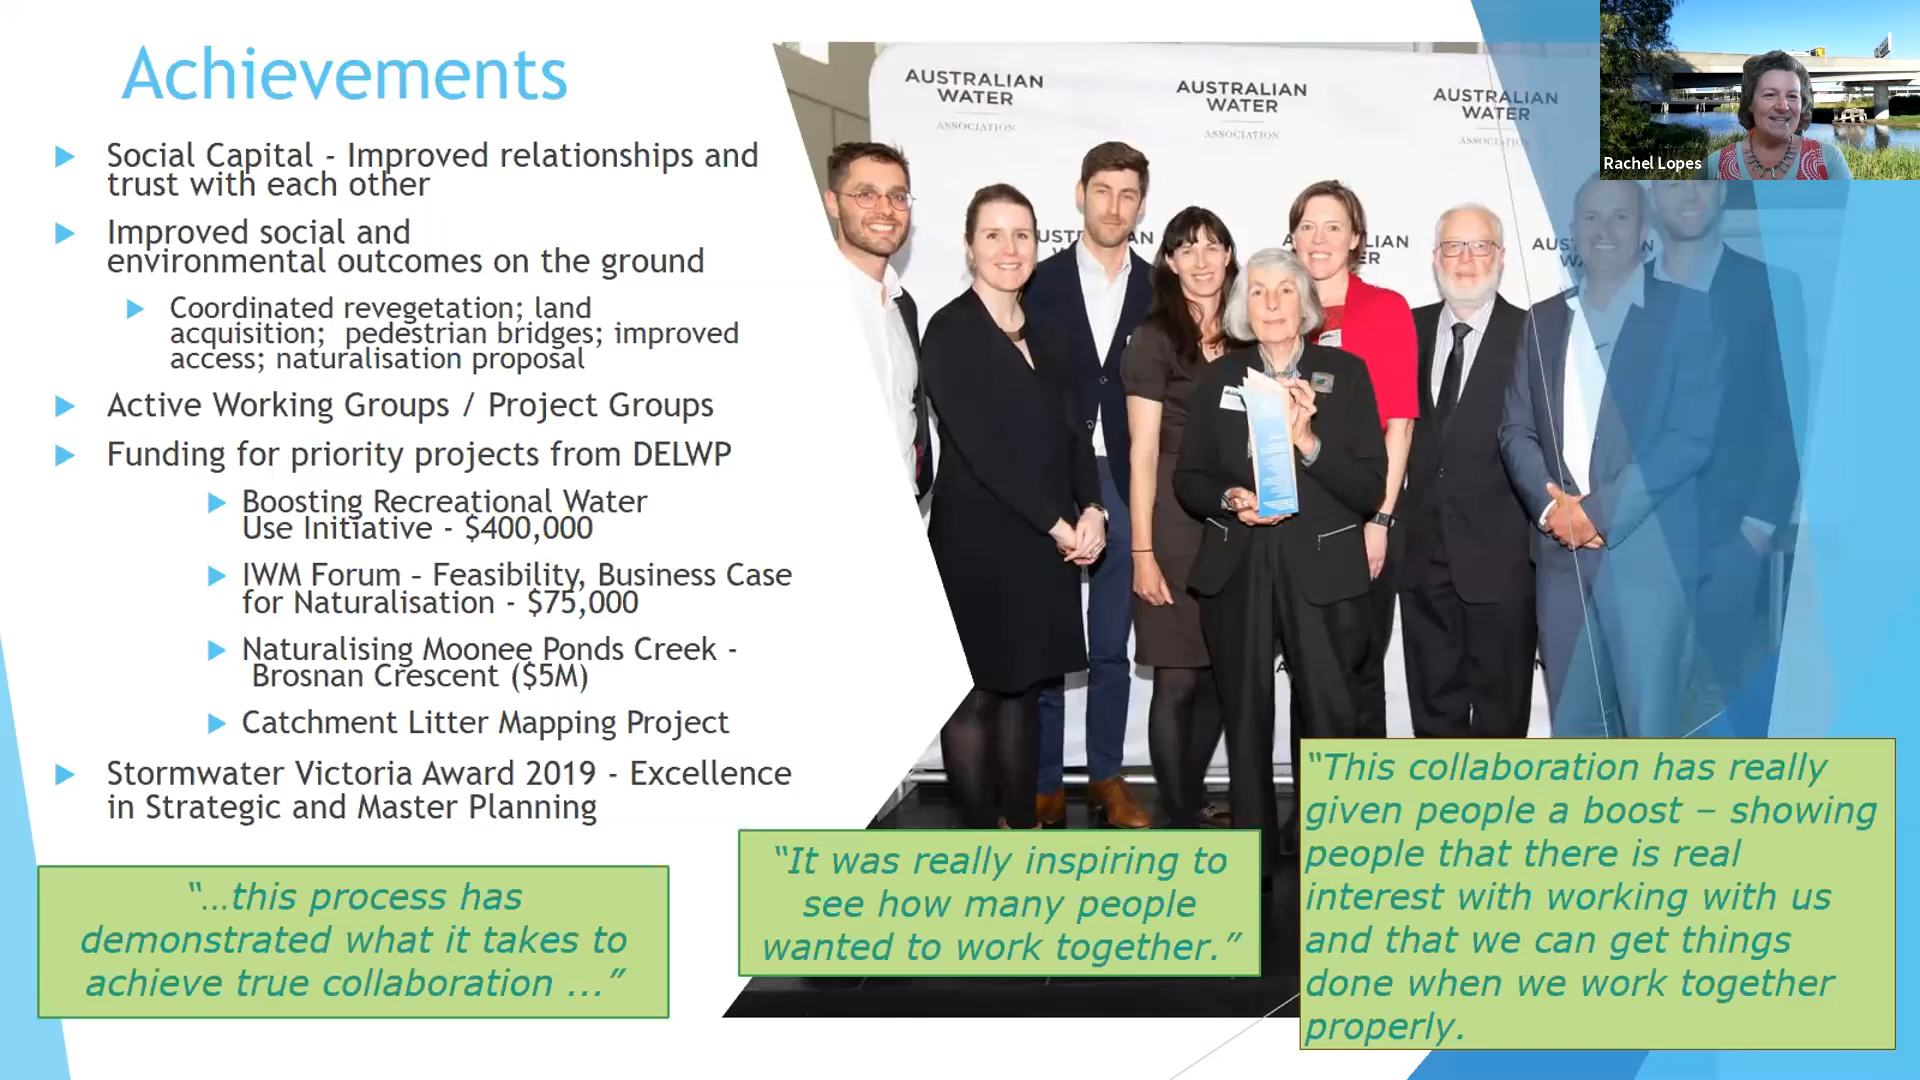 Achievements
Social Capital - Improved relationships and
trust with each other
Improved social and
environmental outcomes on the ground
Coordinated revegetation; land
acquisition; pedestrian bridges; improved
access; naturalisation proposal
Active Working Groups / Project Groups
Funding for priority projects from DELWP
Boosting Recreational Water
Use Initiative - $400,000
IWM Forum – Feasibility, Business Case
for Naturalisation - $75,000
Naturalising Moonee Ponds Creek -
Brosnan Crescent ($5M)
Catchment Litter Mapping Project
Stormwater Victoria Award 2019 - Excellence
in Strategic and Master Planning
“…this process has
demonstrated what it takes to
achieve true collaboration ...”
“It was really inspiring to
see how many people
wanted to work together.”
“This collaboration has really
given people a boost – showing
people that there is real
interest with working with us
and that we can get things
done when we work together
properly.
AUSTRALIAN
WATER
ASSOCIATION
AUSTRALIAN
WATER
ASSOCIATION
AUSTRALIAN
WATER
Rachel Lopes